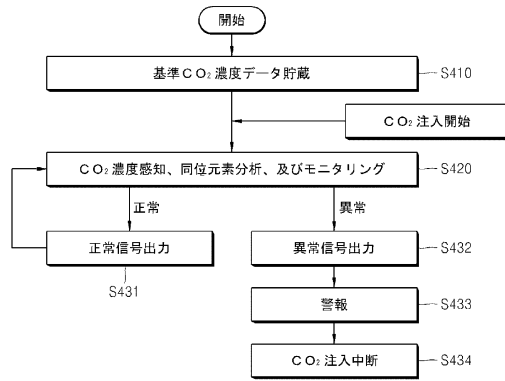 開始
基準CO₂濃度データ貯蔵
S410
CO₂注入開始
CO₂濃度感知、同位元素分析、及びモニタリング
S420
正常
異常
正常信号出力
S431
異常信号出力
S432
警報
S433
CO₂注入中断
S434